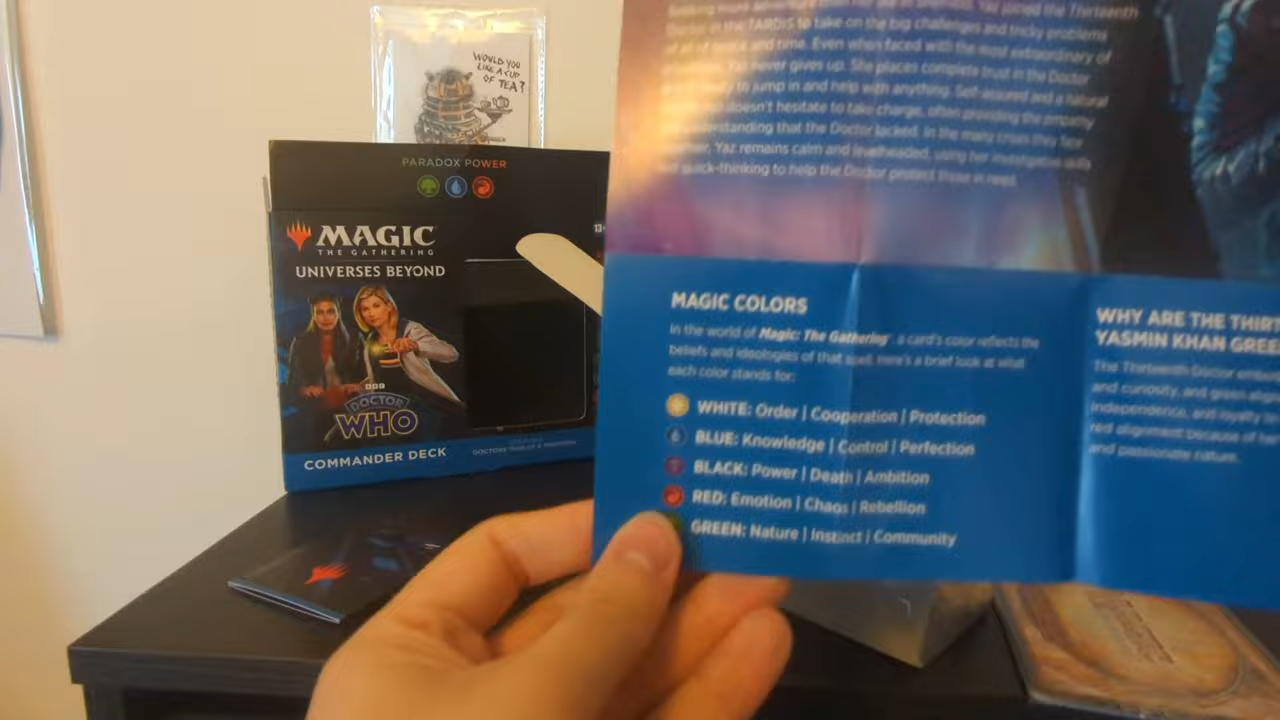 WOULD YOU
LIKE A CUP
OF TEA?
PARADOX POWER
MAGIC
THE GATHERING
UNIVERSES BEYOND
13+
BBC
DOCTOR
WHO
COMMANDER DECK
joined the Thirteenth
Doctor in the TARDIS to take on the big challenges and tricky problems
of all of space and time. Even when faced with the most extraordinary of
Yaz never gives up. She places complete trust in the Doctor
to jump in and help with anything. Self-assured and a natural
doesn't hesitate to take charge, often providing the empathy
understanding that the Doctor lacked. In the many crises they
Yaz remains calm and levelheaded, using her investigative skills
quick-thinking to help the Doctor protect those in need.
MAGIC COLORS
In the world of Magic: The Gathering, a card's color reflects the
beliefs and ideologies of that spell. Here's a brief look at what
each color stands for:
WHITE: Order | Cooperation | Protection
BLUE: Knowledge | Control | Perfection
BLACK: Power | Death | Ambition
RED: Emotion | Chaos | Rebellion
GREEN: Nature | Instinct | Community
WHY ARE THE THIRT
YASMIN KHAN GREE
The Thirteenth Doctor
and curiosity, and green
independence, and loyalty
red alignment because of
and passionate nature.